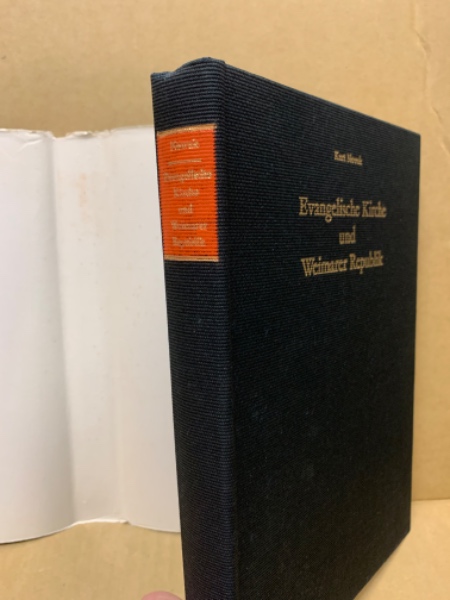 Nowak
Evangelische
Kirche
und
Weimarer
Republik
Kurt Nowak
Evangelische Kirche
und
Weimarer Republik